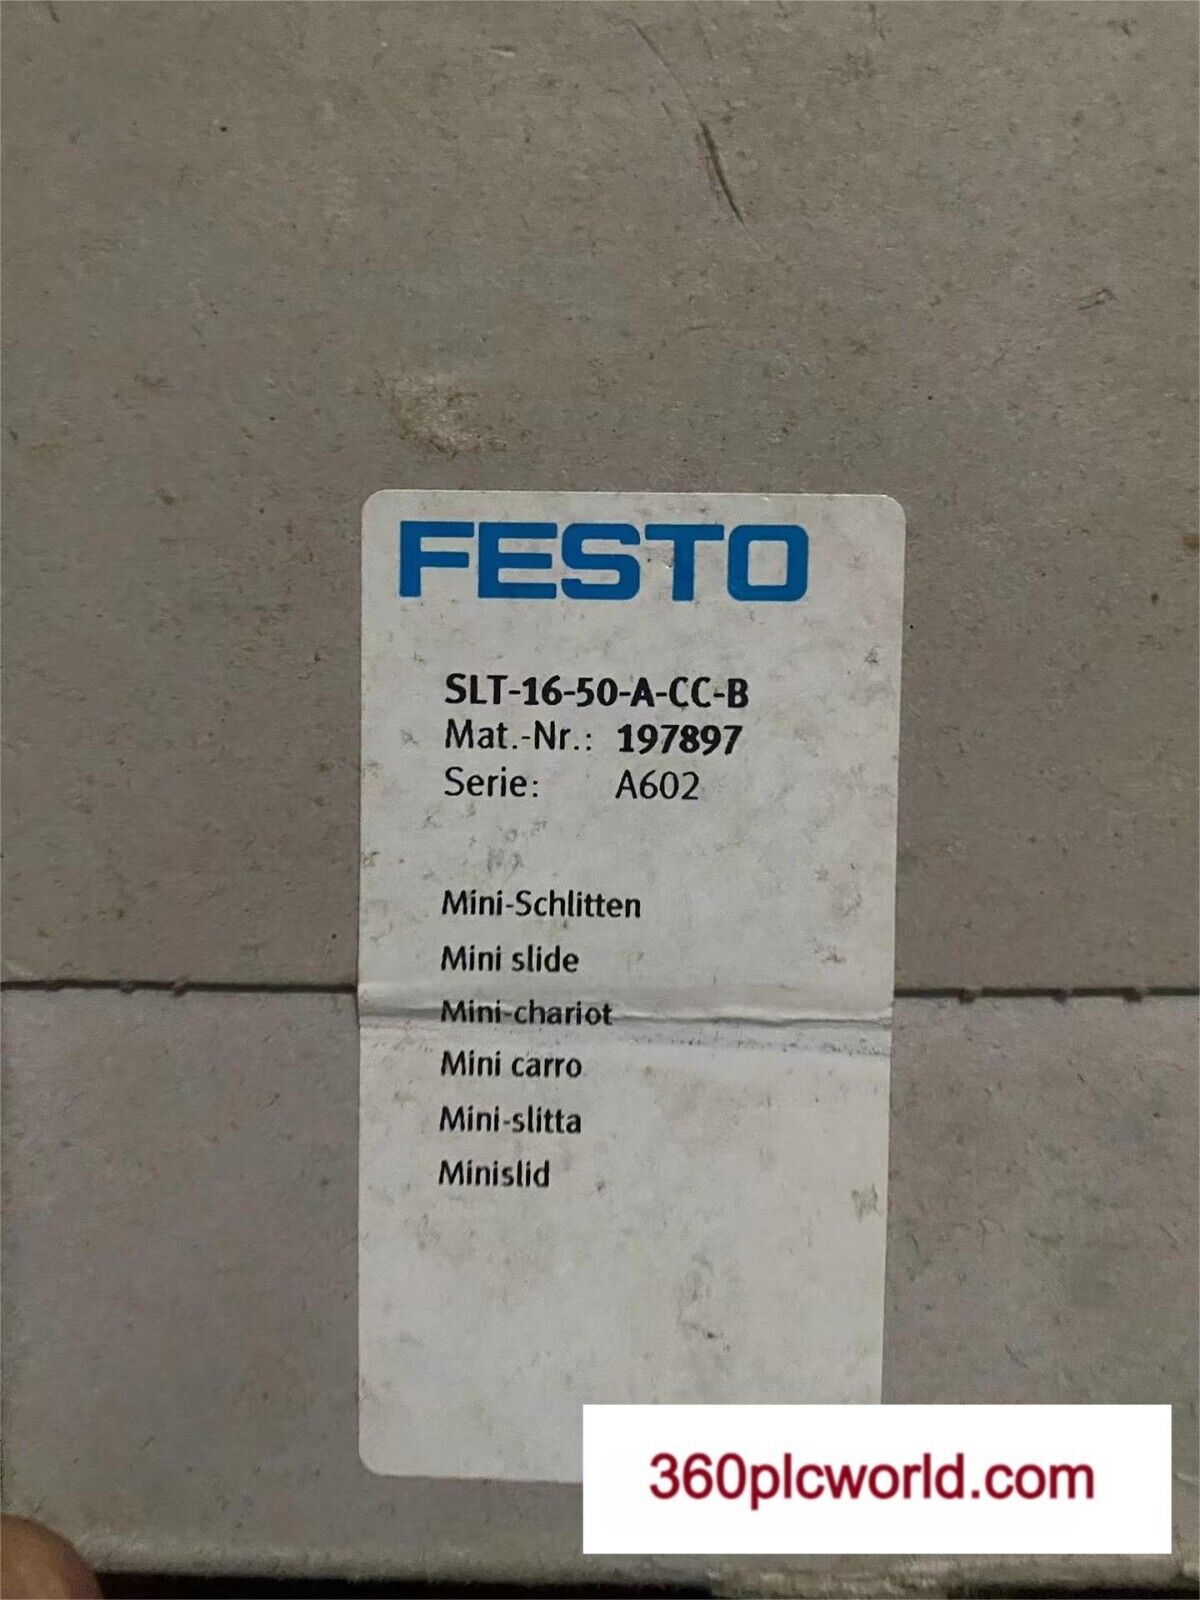 FESTO
SLT-16-50-A-CC-B
Mat.-Nr.: 197897
Serie: A602
Mini-Schlitten
Mini slide
Mini-chariot
Mini carro
Mini-slitta
Minislid
360plcworld.com